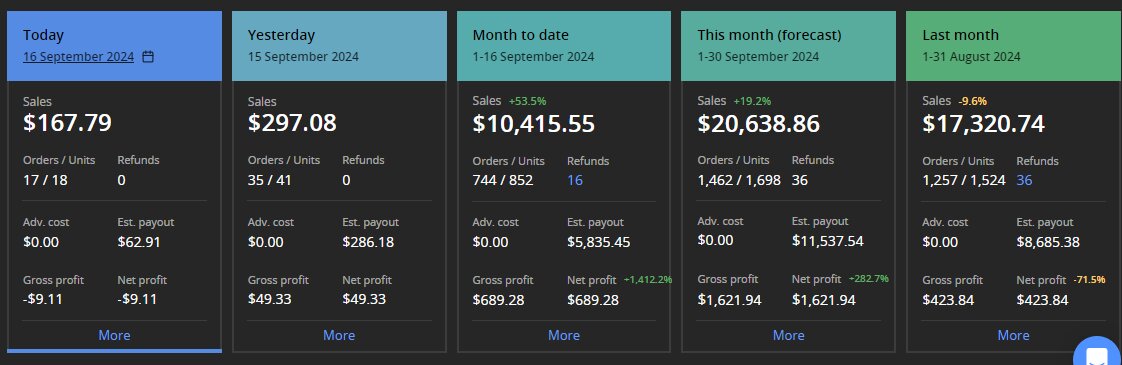 Today
16 September 2024
Sales
$167.79
Orders / Units Refunds
17 / 18 0
Adv. cost Est. payout
$0.00 $62.91
Gross profit Net profit
-$9.11 -$9.11
More
Yesterday
15 September 2024
Sales
$297.08
Orders / Units Refunds
35 / 41 0
Adv. cost Est. payout
$0.00 $286.18
Gross profit Net profit
$49.33 $49.33
More
Month to date
1-16 September 2024
Sales +53.5%
$10,415.55
Orders / Units Refunds
744 / 852 16
Adv. cost Est. payout
$0.00 $5,835.45
Gross profit Net profit +1,412.2%
$689.28 $689.28
More
This month (forecast)
1-30 September 2024
Sales +19.2%
$20,638.86
Orders / Units Refunds
1,462 / 1,698 36
Adv. cost Est. payout
$0.00 $11,537.54
Gross profit Net profit +282.7%
$1,621.94 $1,621.94
More
Last month
1-31 August 2024
Sales -9.6%
$17,320.74
Orders / Units Refunds
1,257 / 1,524 36
Adv. cost Est. payout
$0.00 $8,685.38
Gross profit Net profit -71.5%
$423.84 $423.84
More